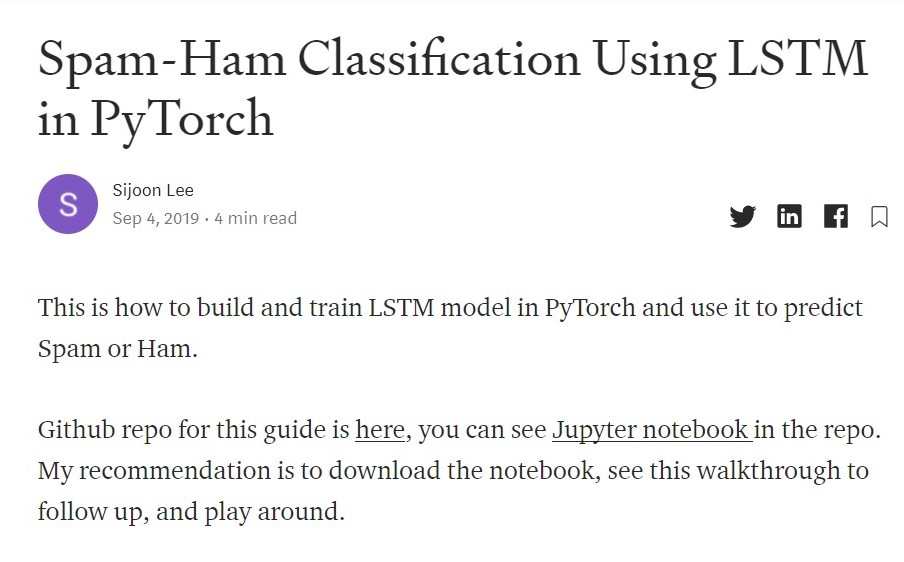 Spam-Ham Classification Using LSTM
in PyTorch
S
Sijoon Lee
Sep 4, 2019 · 4 min read
in
This is how to build and train LSTM model in PyTorch and use it to predict
Spam or Ham.
Github repo for this guide is here, you can see Jupyter notebook in the repo.
My recommendation is to download the notebook, see this walkthrough to
follow up, and play around.